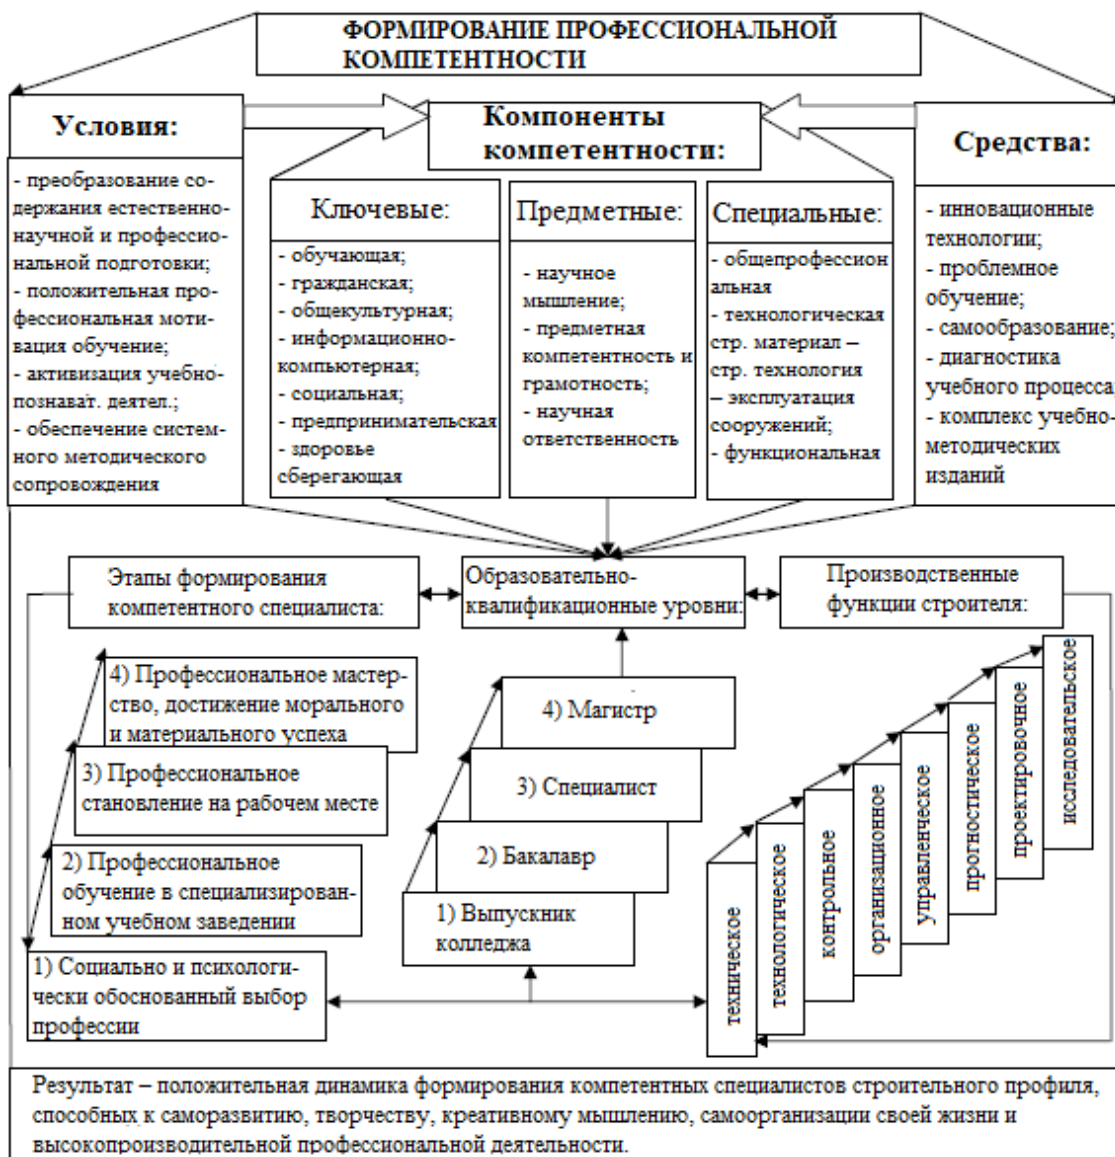 ФОРМИРОВАНИЕ ПРОФЕССИОНАЛЬНОЙ
КОМПЕТЕНТНОСТИ
Условия:
- преобразование со-
держания естественно-
научной и профессио-
нальной подготовки;
- положительная про-
фессиональная моти-
вация обучение;
- активизация учебно-
познават. деятел.;
- обеспечение систем-
ного методического
сопровождения
Компоненты
компетентности:
Ключевые:
- обучающая;
- гражданская;
- общекультурная;
- информационно-
компьютерная;
- социальная;
- предпринимательская
- здоровье
сберегающая
Предметные:
- научное
мышление;
- предметная
компетентность и
грамотность;
- научная
ответственность
Специальные:
- общепрофессион
альная
- технологическая
стр. материал –
стр. технология
– эксплуатация
сооружений;
- функциональная
Средства:
- инновационные
технологии;
- проблемное
обучение;
- самообразование;
- диагностика
учебного процесса;
- комплекс учебно-
методических
изданий
Этапы формирования
компетентного специалиста:
Образовательно-
квалификационные уровни:
Производственные
функции строителя:
4) Профессиональное мастер-
ство, достижение морального
и материального успеха
3) Профессиональное
становление на рабочем месте
2) Профессиональное
обучение в специализирован-
ном учебном заведении
1) Социально и психологи-
чески обоснованный выбор
профессии
4) Магистр
3) Специалист
2) Бакалавр
1) Выпускник
колледжа
техническое
технологическое
контрольное
организационное
управленческое
прогностическое
проектировочное
исследовательское
Результат – положительная динамика формирования компетентных специалистов строительного профиля,
способных к саморазвитию, творчеству, креативному мышлению, самоорганизации своей жизни и
высокопроизводительной профессиональной деятельности.